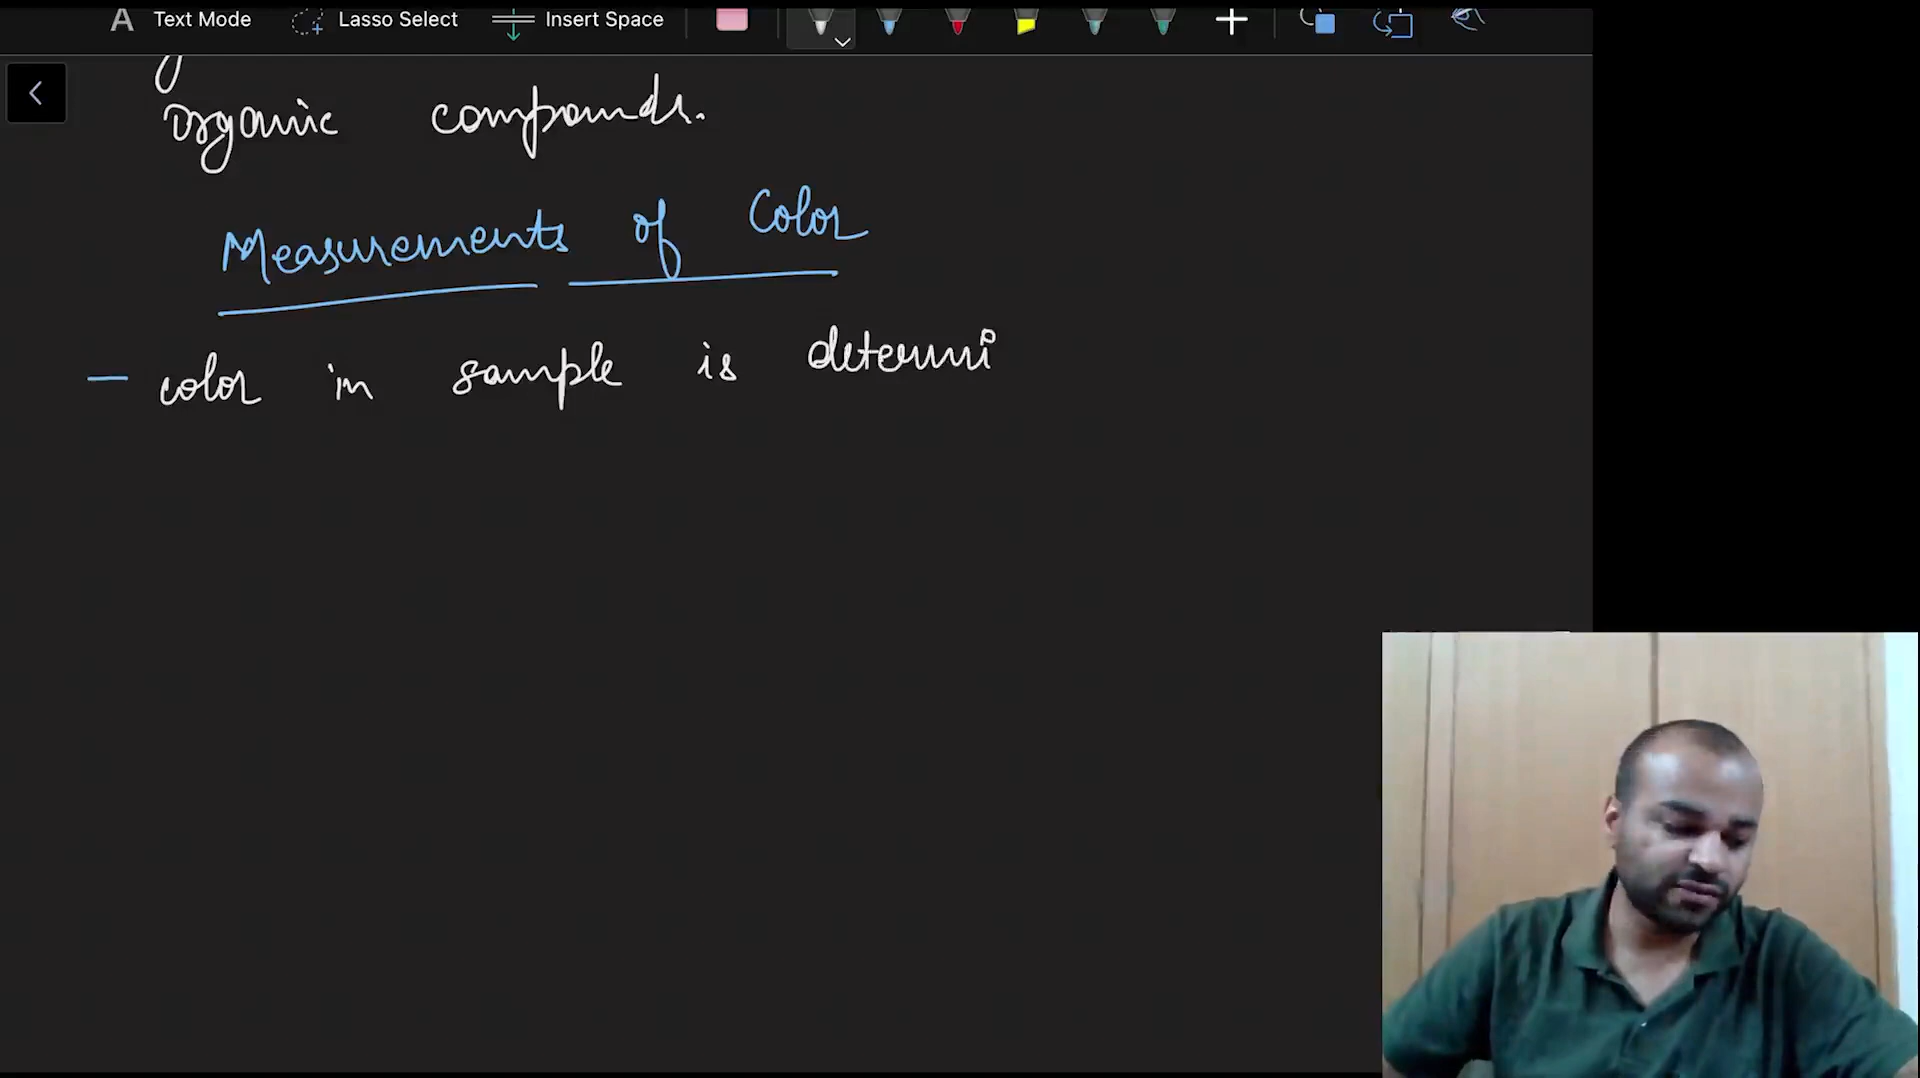 A Text Mode Lasso Select Insert Space
organic compounds.
Measurements of Color
- color in sample is determi